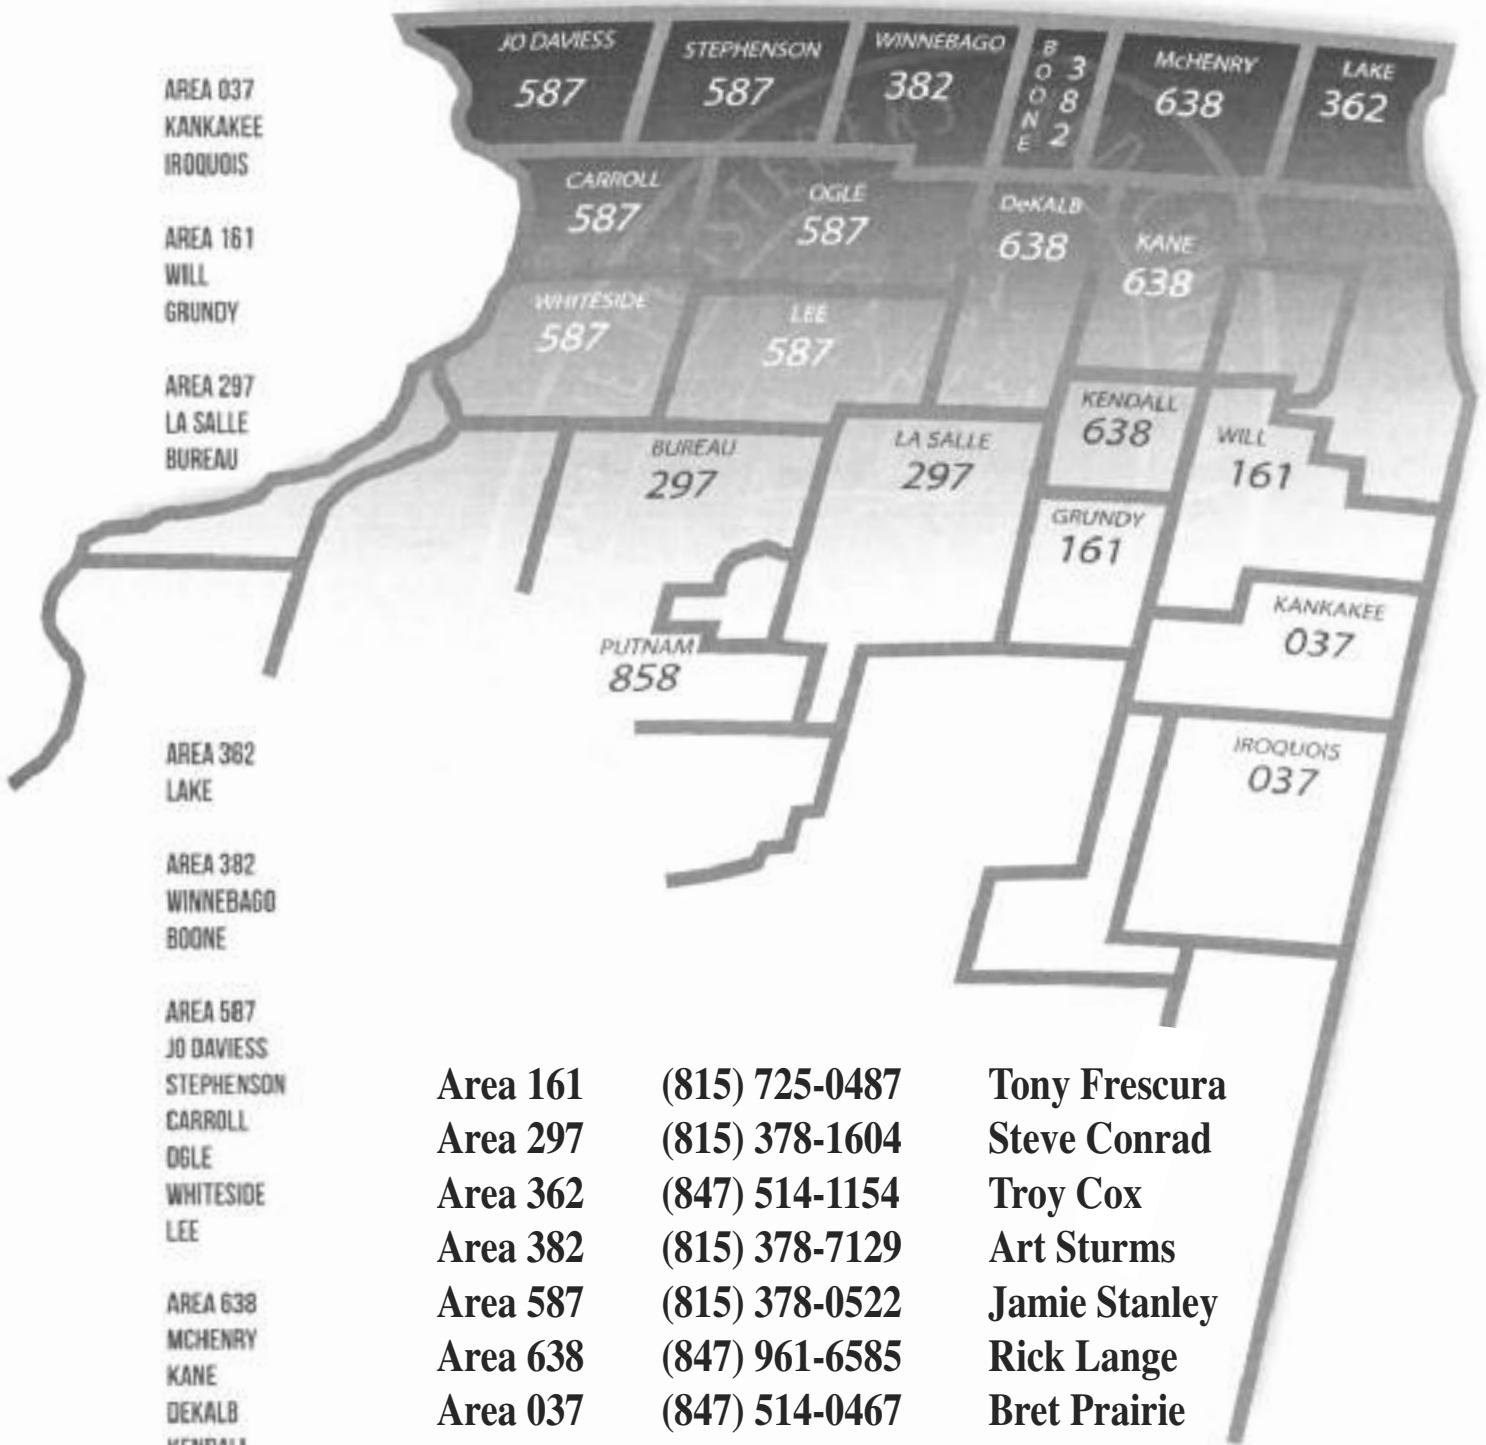 JO DAVIESS
587
STEPHENSON
587
WINNEBAGO
382
BOONE
382
McHENRY
638
LAKE
362
CARROLL
587
OGLE
587
DeKALB
638
KANE
638
WHITESIDE
587
LEE
587
BUREAU
297
LA SALLE
297
KENDALL
638
WILL
161
GRUNDY
161
PUTNAM
858
KANKAKEE
037
IROQUOIS
037
AREA 037
KANKAKEE
IROQUOIS
AREA 161
WILL
GRUNDY
AREA 297
LA SALLE
BUREAU
AREA 362
LAKE
AREA 382
WINNEBAGO
BOONE
AREA 587
JO DAVIESS
STEPHENSON
CARROLL
OGLE
WHITESIDE
LEE
AREA 638
MCHENRY
KANE
DEKALB
Area 161 (815) 725-0487 Tony Frescura
Area 297 (815) 378-1604 Steve Conrad
Area 362 (847) 514-1154 Troy Cox
Area 382 (815) 378-7129 Art Sturms
Area 587 (815) 378-0522 Jamie Stanley
Area 638 (847) 961-6585 Rick Lange
Area 037 (847) 514-0467 Bret Prairie